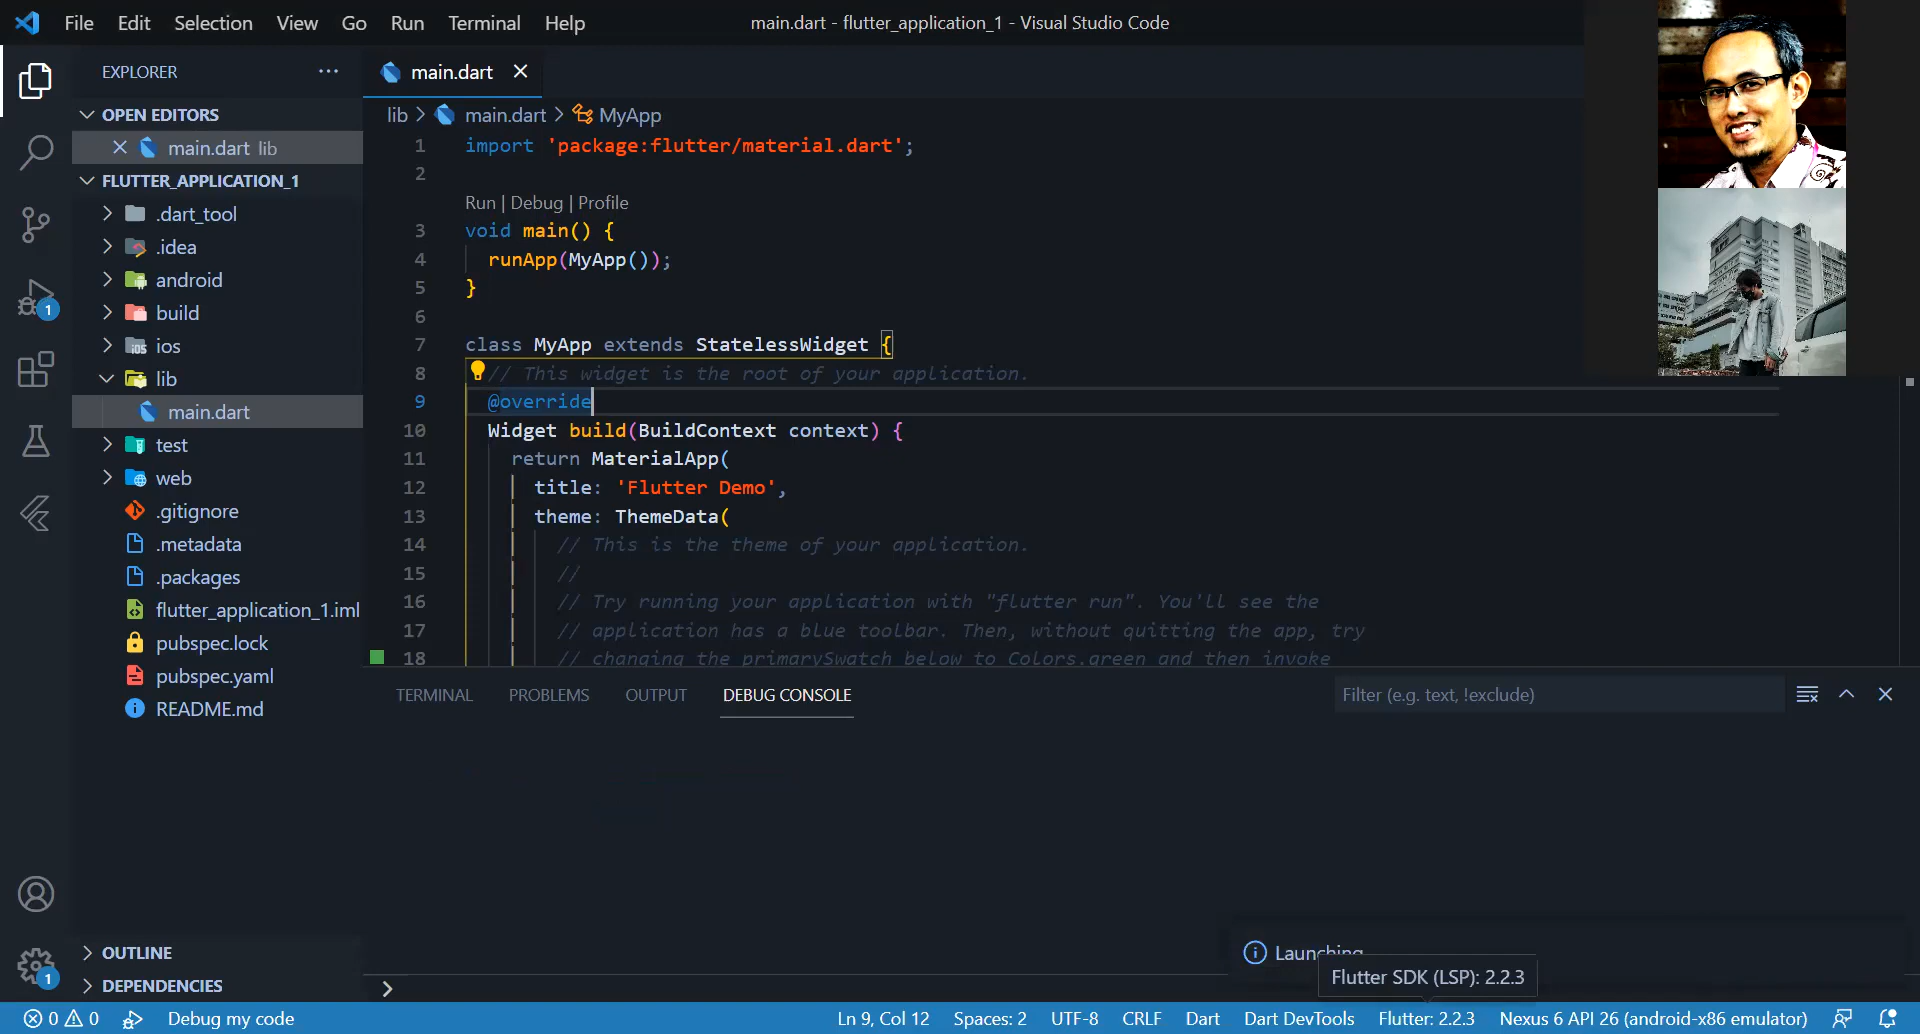 File Edit Selection View Go Run Terminal Help
main.dart - flutter_application_1 - Visual Studio Code
EXPLORER
OPEN EDITORS
main.dart lib
FLUTTER_APPLICATION_1
.dart_tool
.idea
android
build
ios
lib
main.dart
test
web
.gitignore
.metadata
.packages
flutter_application_1.iml
pubspec.lock
pubspec.yaml
README.md
OUTLINE
DEPENDENCIES
1
1
main.dart
lib > main.dart > MyApp
1 import 'package:flutter/material.dart';
2
Run | Debug | Profile
3 void main() {
4 runApp(MyApp());
5 }
6
7 class MyApp extends StatelessWidget {
8 // This widget is the root of your application.
9 @override
10 Widget build(BuildContext context) {
11 return MaterialApp(
12 title: 'Flutter Demo',
13 theme: ThemeData(
14 // This is the theme of your application.
15 //
16 // Try running your application with "flutter run". You'll see the
17 // application has a blue toolbar. Then, without quitting the app, try
18 // changing the primarySwatch below to Colors.green and then invoke
TERMINAL PROBLEMS OUTPUT DEBUG CONSOLE
Filter (e.g. text, !exclude)
Launching
Flutter SDK (LSP): 2.2.3
0 0 Debug my code
Ln 9, Col 12 Spaces: 2 UTF-8 CRLF Dart Dart DevTools Flutter: 2.2.3 Nexus 6 API 26 (android-x86 emulator)